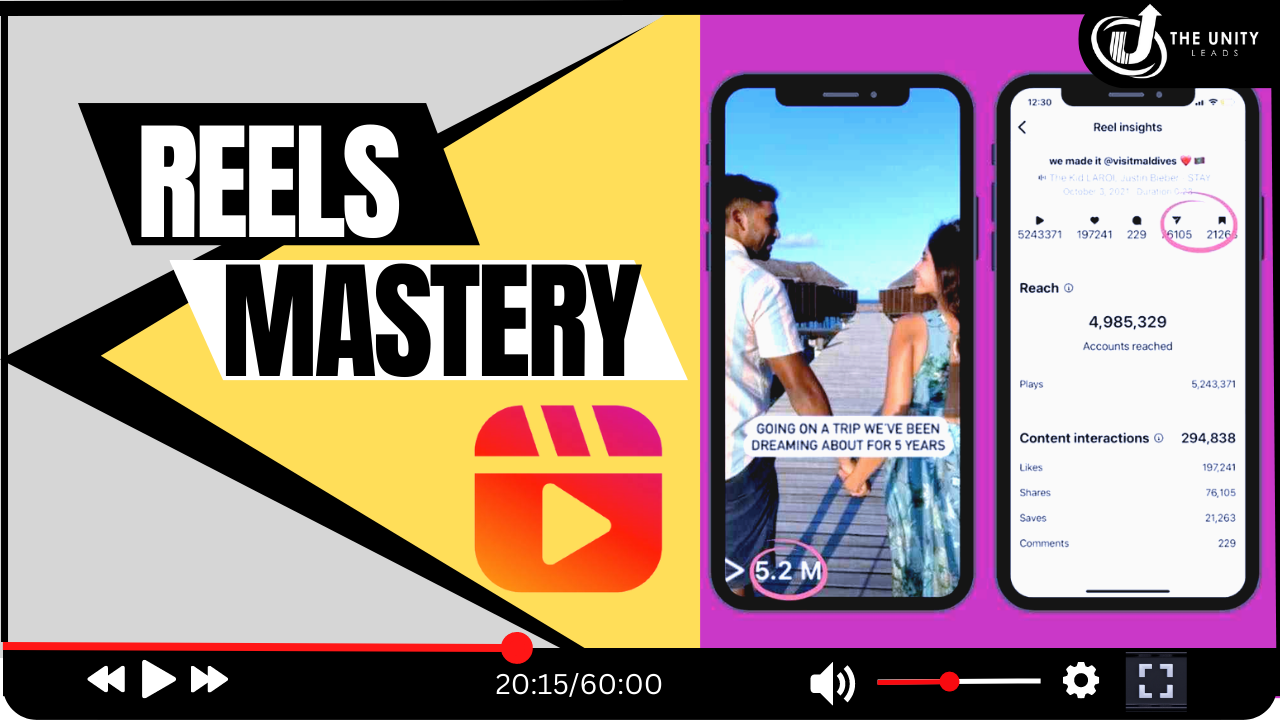 REELS
MASTERY
THE UNITY
LEADS
GOING ON A TRIP WE'VE BEEN
DREAMING ABOUT FOR 5 YEARS
5.2 M
12:30
Reel insights
we made it @visitmaldives
The Kid LAROI, Justin Bieber - STAY
October 3, 2021 · Duration 0:23
5243371 197241 229
Reach
4,985,329
Accounts reached
Plays 5,243,371
Content interactions 294,838
Likes 197,241
Shares 76,105
Saves 21,263
Comments 229
20:15/60:00